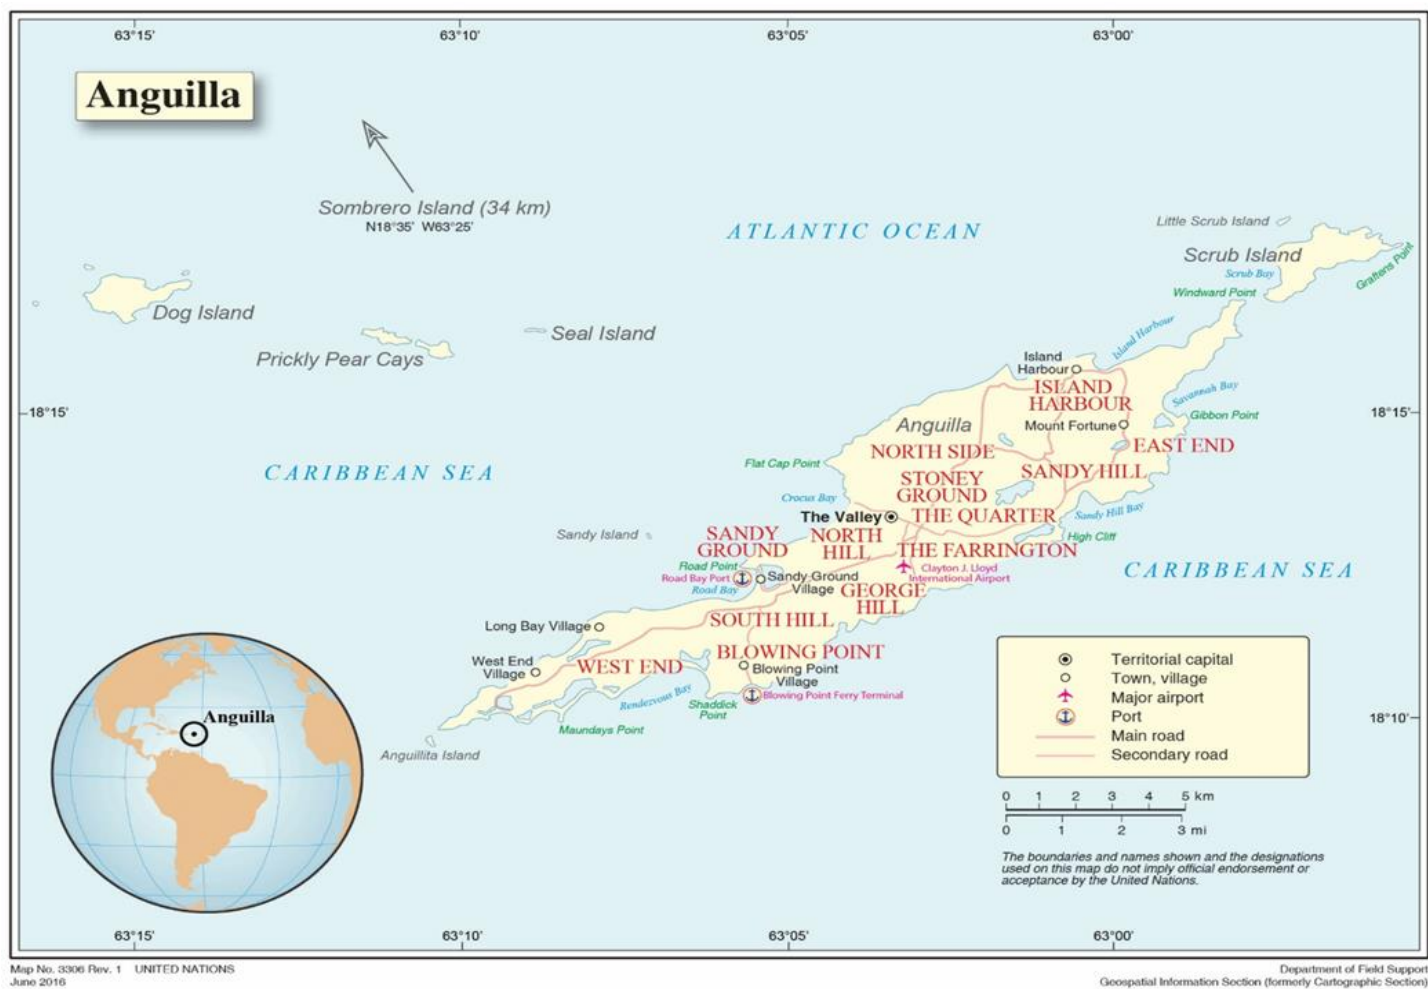 63°15'
63°10'
63°05'
63°00'
Anguilla
Sombrero Island (34 km)
N18°35' W63°25'
ATLANTIC OCEAN
Little Scrub Island
Scrub Island
Scrub Bay
Graftens Point
Windward Point
Dog Island
Seal Island
Prickly Pear Cays
Island Harbour
Island
Harbour
ISLAND
HARBOUR
Savannah Bay
18°15'
18°15'
Gibbon Point
Anguilla
Mount Fortune
NORTH SIDE
EAST END
Flat Cap Point
CARIBBEAN SEA
STONEY
GROUND
SANDY HILL
Crocus Bay
The Valley
THE QUARTER
Sandy Hill Bay
Sandy Island
SANDY
GROUND
NORTH
HILL
High Cliff
THE FARRINGTON
Road Point
Road Bay Port
Road Bay
Sandy Ground
Village
Clayton J. Lloyd
International Airport
CARIBBEAN SEA
GEORGE
HILL
Long Bay Village
SOUTH HILL
West End
Village
WEST END
BLOWING POINT
Blowing Point
Village
Rendezvous Bay
Blowing Point Ferry Terminal
Shaddick
Point
Maundays Point
Anguillita Island
Anguilla
Territorial capital
Town, village
Major airport
Port
Main road
Secondary road
18°10'
0 1 2 3 4 5 km
0 1 2 3 mi
The boundaries and names shown and the designations
used on this map do not imply official endorsement or
acceptance by the United Nations.
63°15'
63°10'
63°05'
63°00'
Map No. 3306 Rev. 1 UNITED NATIONS
June 2016
Department of Field Support
Geospatial Information Section (formerly Cartographic Section)